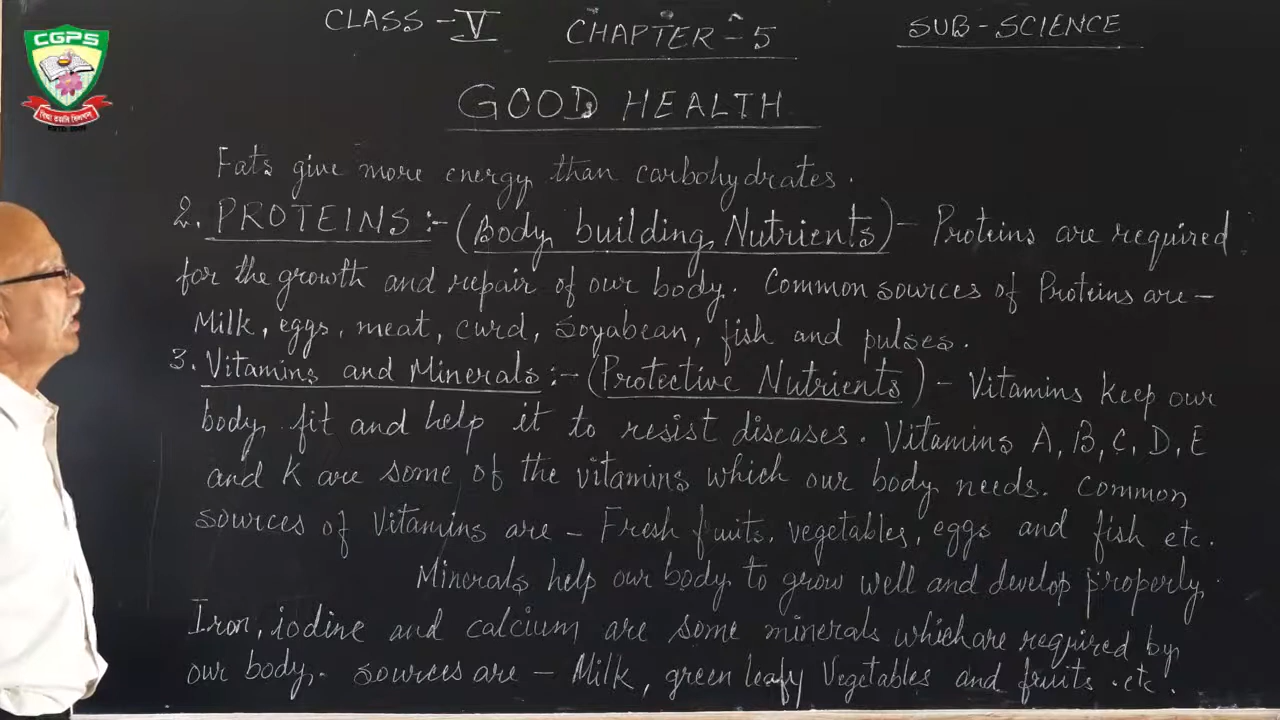 CGPS
CLASS - V
CHAPTER - 5
SUB - SCIENCE
GOOD HEALTH
Fats give more energy than carbohydrates.
2. PROTEINS :- (Body building Nutrients) - Proteins are required
for the growth and repair of our body. Common sources of Proteins are -
Milk, eggs, meat, curd, Soyabean, fish and pulses.
3. Vitamins and Minerals :- (Protective Nutrients) - Vitamins keep our
body fit and help it to resist diseases. Vitamins A, B, C, D, E
and K are some of the vitamins which our body needs. Common
sources of Vitamins are - Fresh fruits, vegetables, eggs and fish etc.
Minerals help our body to grow well and develop properly.
Iron, iodine and calcium are some minerals which are required by
our body. Sources are - Milk, green leafy Vegetables and fruits etc.